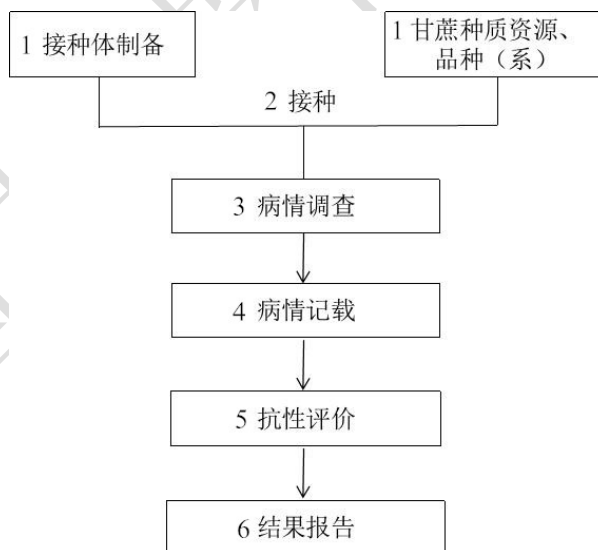 1 接种体制备
1 甘蔗种质资源、
品种（系）
2 接种
3 病情调查
4 病情记载
5 抗性评价
6 结果报告